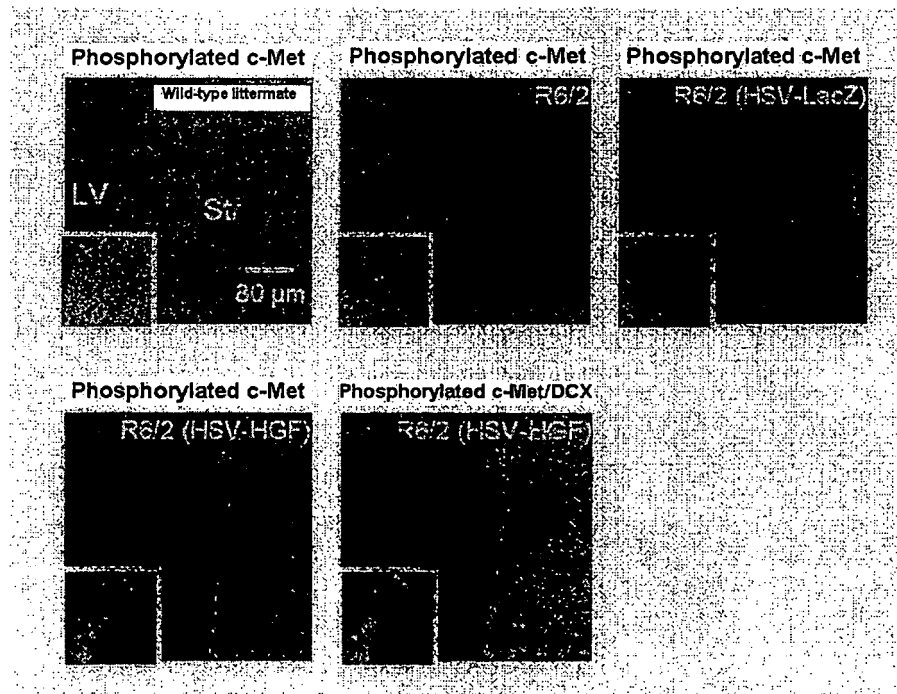 Phosphorylated c-Met
Wild-type littermate
LV
Str
80 µm
Phosphorylated c-Met
R6/2
Phosphorylated c-Met
R6/2 (HSV-LacZ)
Phosphorylated c-Met
R6/2 (HSV-HGF)
Phosphorylated c-Met/DCX
R6/2 (HSV-HGF)